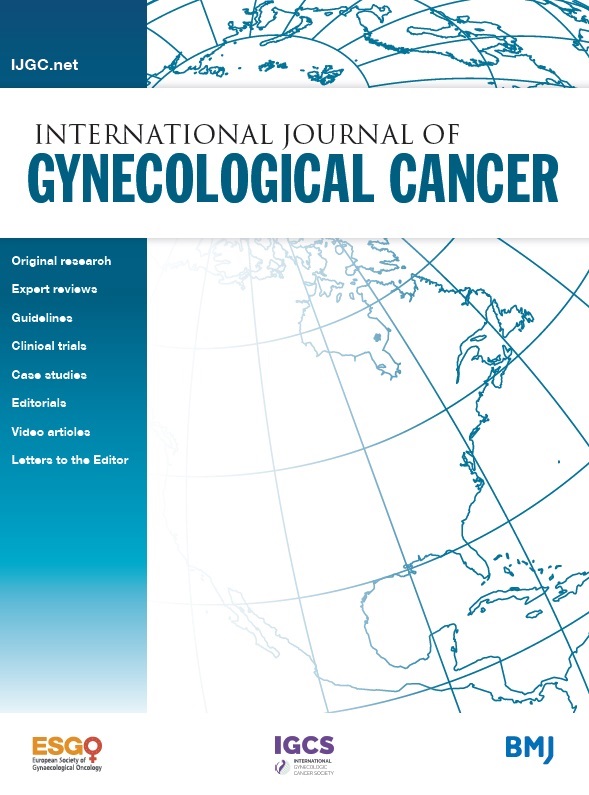 IJGC.net
INTERNATIONAL JOURNAL OF
GYNECOLOGICAL CANCER
Original research
Expert reviews
Guidelines
Clinical trials
Case studies
Editorials
Video articles
Letters to the Editor
ESGO
European Society of
Gynaecological Oncology
IGCS
INTERNATIONAL
GYNECOLOGIC
CANCER SOCIETY
BMJ